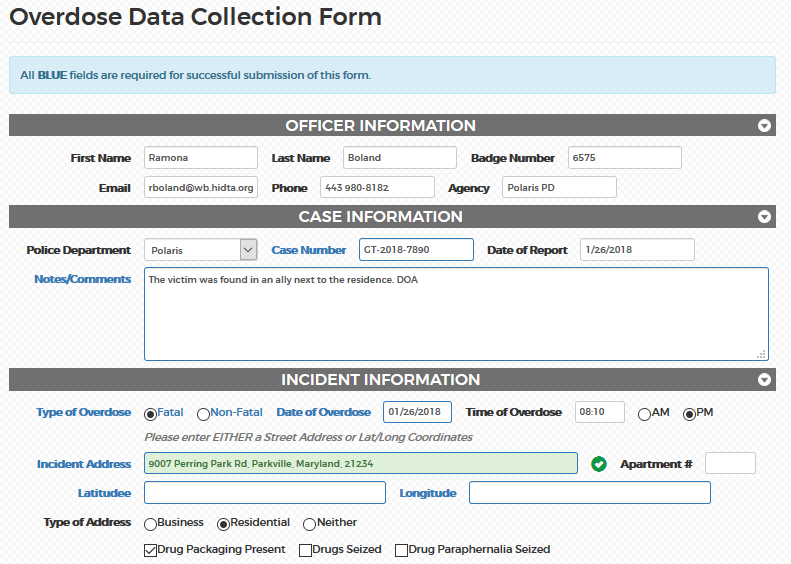 Overdose Data Collection Form
All BLUE fields are required for successful submission of this form.
OFFICER INFORMATION
First Name Ramona Last Name Boland Badge Number 6575
Email rboland@wb.hidta.org Phone 443 980-8182 Agency Polaris PD
CASE INFORMATION
Police Department Polaris Case Number GT-2018-7890 Date of Report 1/26/2018
Notes/Comments The victim was found in an ally next to the residence. DOA
INCIDENT INFORMATION
Type of Overdose Fatal Non-Fatal Date of Overdose 01/26/2018 Time of Overdose 08:10 AM PM
Please enter EITHER a Street Address or Lat/Long Coordinates
Incident Address 9007 Perring Park Rd, Parkville, Maryland, 21234 Apartment #
Latitudee Longitude
Type of Address Business Residential Neither
Drug Packaging Present Drugs Seized Drug Paraphernalia Seized